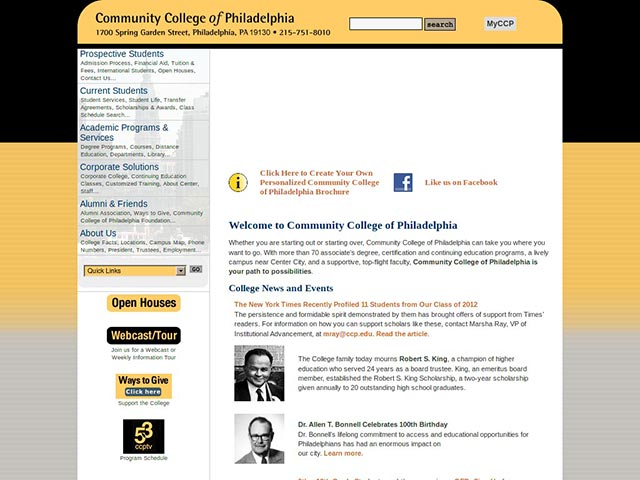 Community College of Philadelphia
1700 Spring Garden Street, Philadelphia, PA 19130 • 215-751-8010
search
MyCCP
Prospective Students
Admission Process, Financial Aid, Tuition &
Fees, International Students, Open Houses,
Contact Us...
Current Students
Student Services, Student Life, Transfer
Agreements, Scholarships & Awards, Class
Schedule Search...
Academic Programs &
Services
Degree Programs, Courses, Distance
Education, Departments, Library...
Corporate Solutions
Corporate College, Continuing Education
Classes, Customized Training, About Center,
Staff...
Alumni & Friends
Alumni Association, Ways to Give, Community
College of Philadelphia Foundation...
About Us
College Facts, Locations, Campus Map, Phone
Numbers, President, Trustees, Employment...
Quick Links
GO
Open Houses
Webcast/Tour
Join us for a Webcast or
Weekly Information Tour
Ways to Give
Click here
Support the College
53
ccptv
Program Schedule
Click Here to Create Your Own
Personalized Community College
of Philadelphia Brochure
Like us on Facebook
Welcome to Community College of Philadelphia
Whether you are starting out or starting over, Community College of Philadelphia can take you where you
want to go. With more than 70 associate's degree, certification and continuing education programs, a lively
campus near Center City, and a supportive, top-flight faculty, Community College of Philadelphia is
your path to possibilities.
College News and Events
The New York Times Recently Profiled 11 Students from Our Class of 2012
The persistence and formidable spirit demonstrated by them has brought offers of support from Times'
readers. For information on how you can support scholars like these, contact Marsha Ray, VP of
Institutional Advancement, at mray@ccp.edu. Read the article.
The College family today mourns Robert S. King, a champion of higher
education who served 24 years as a board trustee. King, an emeritus board
member, established the Robert S. King Scholarship, a two-year scholarship
given annually to 20 outstanding high school graduates.
Dr. Allen T. Bonnell Celebrates 100th Birthday
Dr. Bonnell's lifelong commitment to access and educational opportunities for
Philadelphians has had an enormous impact on
our city. Learn more.